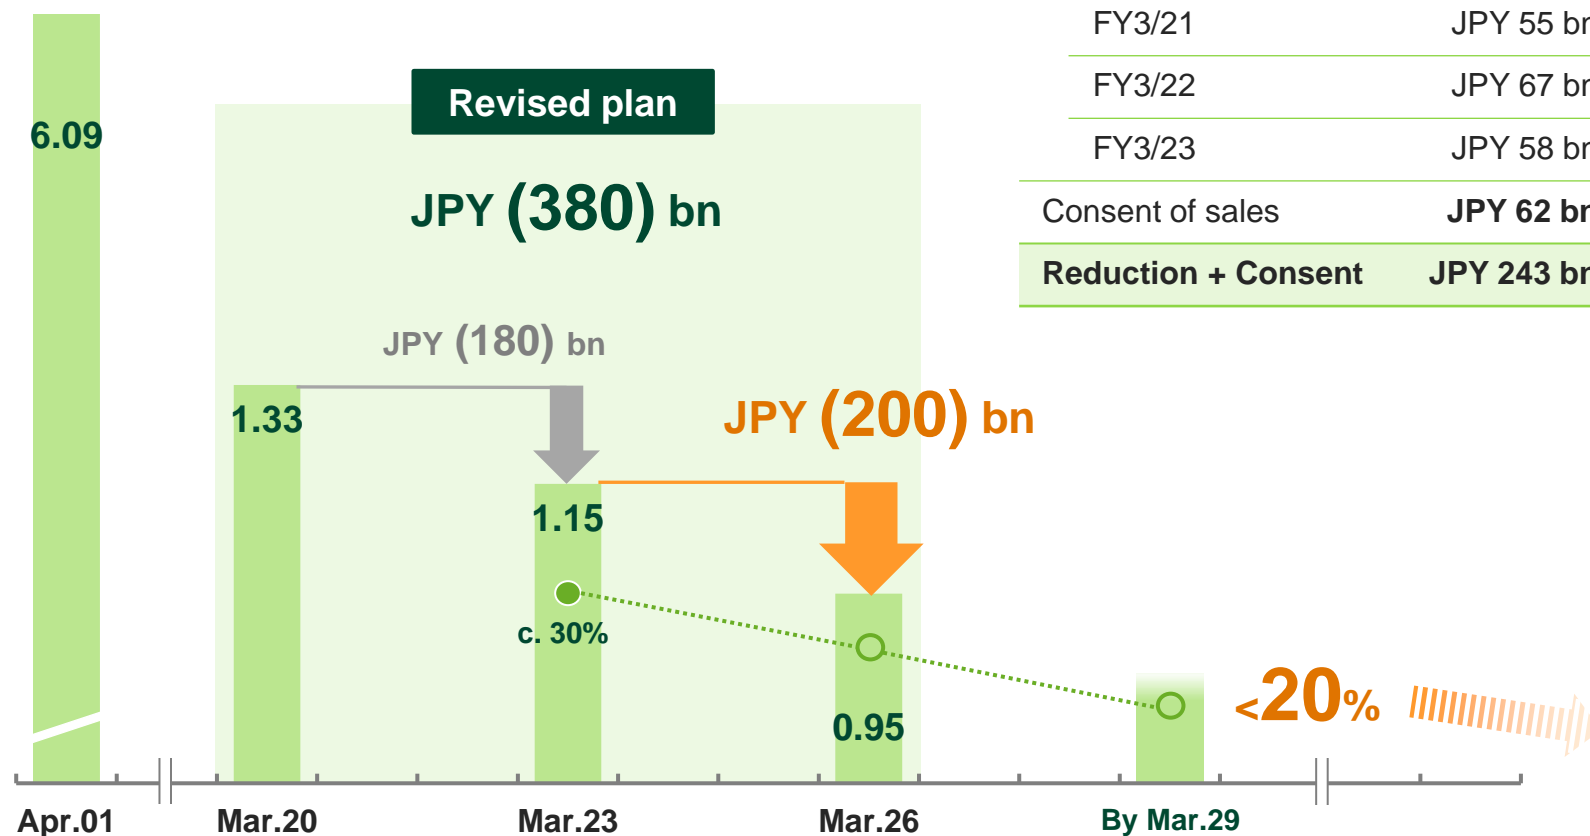 FY3/21 JPY 55 bn
FY3/22 JPY 67 bn
FY3/23 JPY 58 bn
Consent of sales JPY 62 bn
Reduction + Consent JPY 243 bn
6.09
Revised plan
JPY (380) bn
JPY (180) bn
1.33
JPY (200) bn
1.15
c. 30%
0.95
<20%
Apr.01 Mar.20 Mar.23 Mar.26 By Mar.29